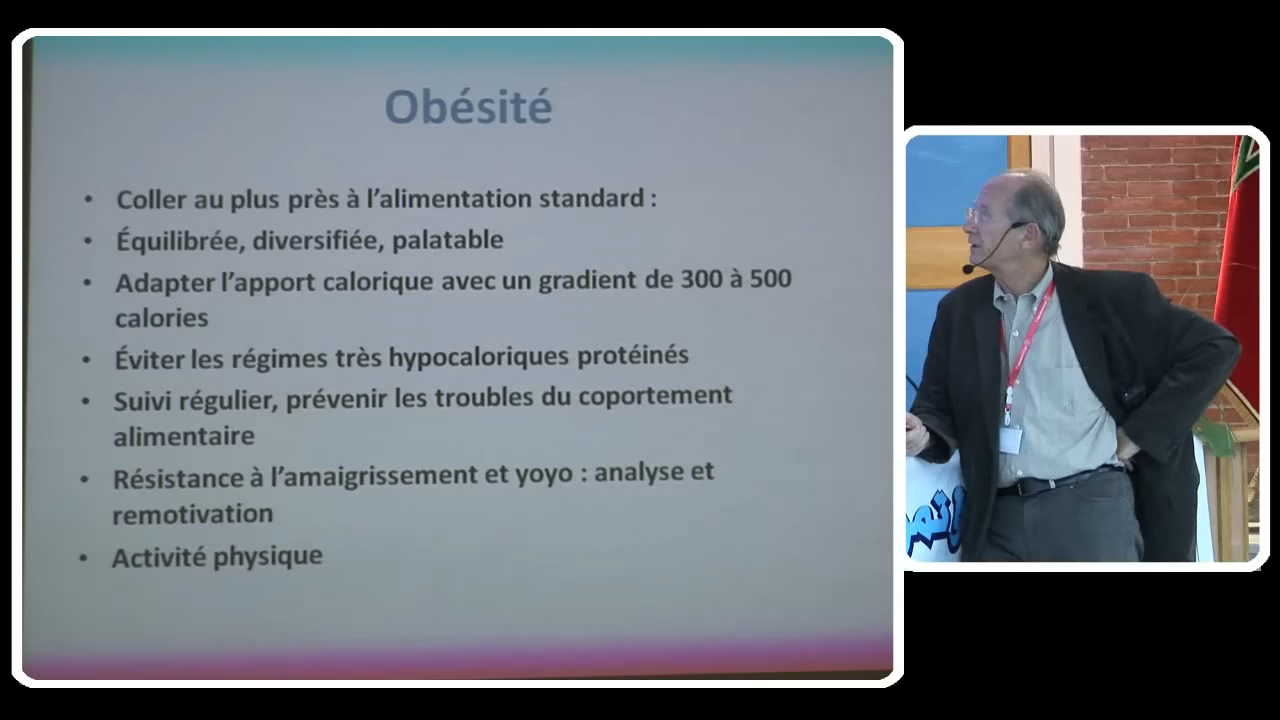 Obésité
• Coller au plus près à l'alimentation standard :
• Équilibrée, diversifiée, palatable
• Adapter l'apport calorique avec un gradient de 300 à 500
calories
• Éviter les régimes très hypocaloriques protéinés
• Suivi régulier, prévenir les troubles du coportement
alimentaire
• Résistance à l'amaigrissement et yoyo : analyse et
remotivation
• Activité physique